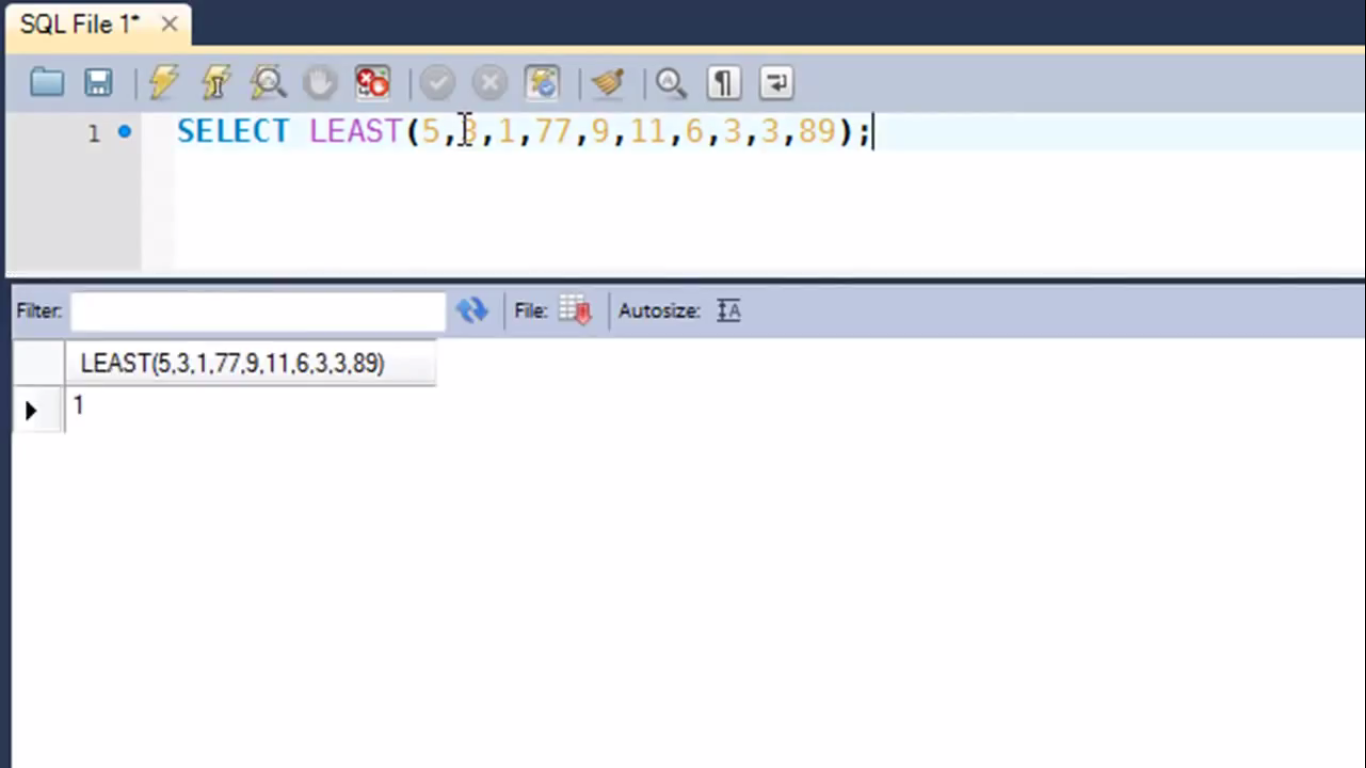 SQL File 1*
1 SELECT LEAST(5,3,1,77,9,11,6,3,3,89);
Filter: File: Autosize:
LEAST(5,3,1,77,9,11,6,3,3,89)
1